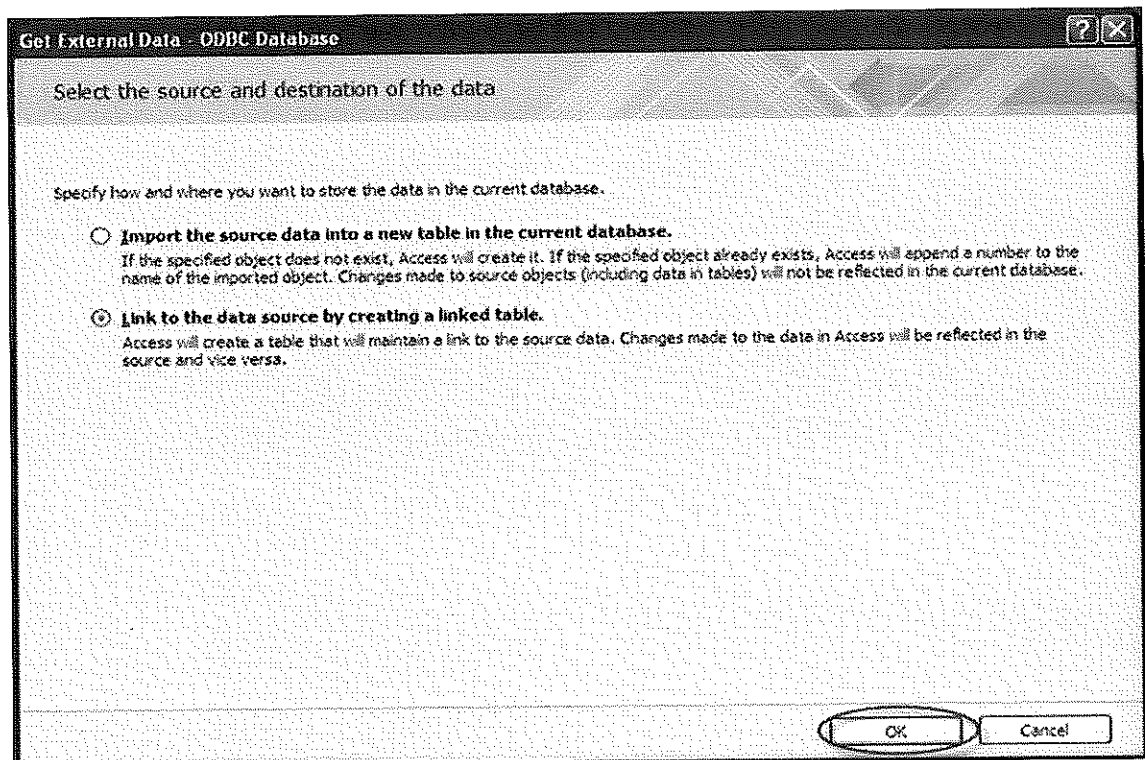 Get External Data - ODBC Database
Select the source and destination of the data
Specify how and where you want to store the data in the current database.
Import the source data into a new table in the current database.
If the specified object does not exist, Access will create it. If the specified object already exists, Access will append a number to the
name of the imported object. Changes made to source objects (including data in tables) will not be reflected in the current database.
Link to the data source by creating a linked table.
Access will create a table that will maintain a link to the source data. Changes made to the data in Access will be reflected in the
source and vice versa.
OK Cancel